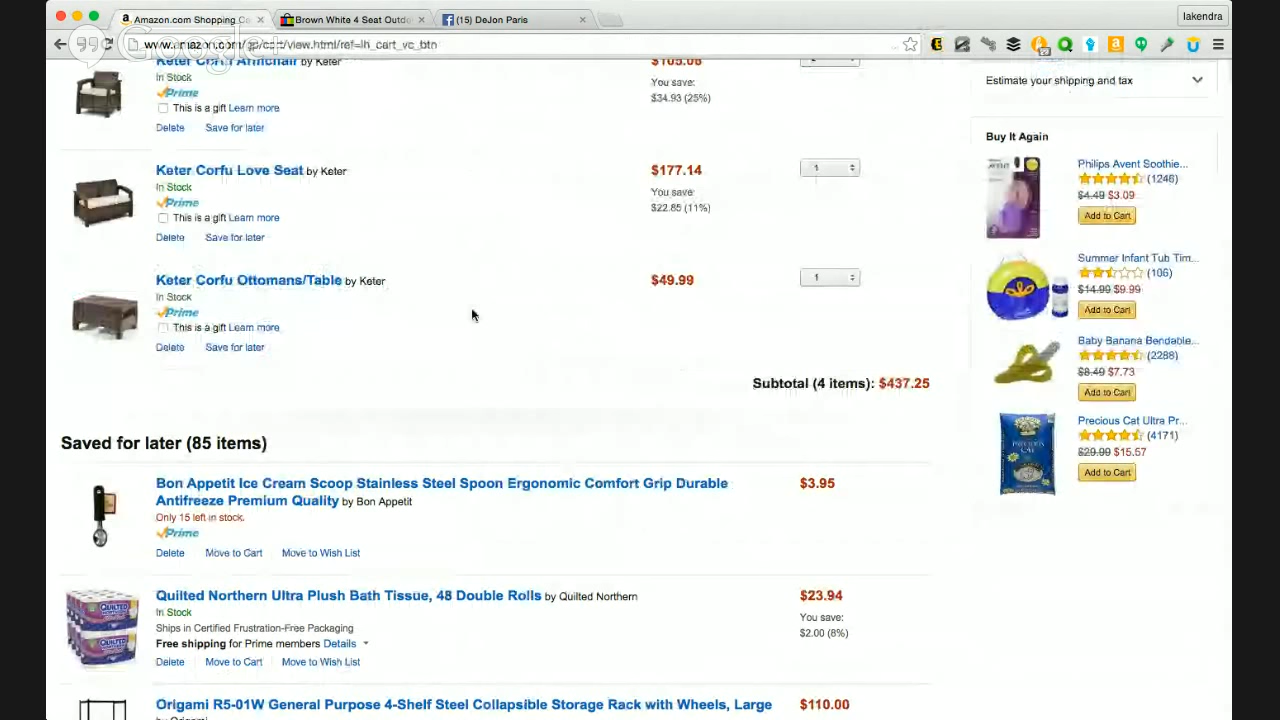 Amazon.com Shopping Ca
Brown White 4 Seat Outdo
(15) DeJon Paris
lakendra
Google+
www.amazon.com/gp/cart/view.html/ref=lh_cart_vc_btn
Keter Corfu Armchair by Keter
In Stock
Prime
This is a gift Learn more
Delete Save for later
$105.06
You save:
$34.93 (25%)
Keter Corfu Love Seat by Keter
In Stock
Prime
This is a gift Learn more
Delete Save for later
$177.14
You save:
$22.85 (11%)
1
Keter Corfu Ottomans/Table by Keter
In Stock
Prime
This is a gift Learn more
Delete Save for later
$49.99
1
Subtotal (4 items): $437.25
Saved for later (85 items)
Bon Appetit Ice Cream Scoop Stainless Steel Spoon Ergonomic Comfort Grip Durable
Antifreeze Premium Quality by Bon Appetit
Only 15 left in stock.
Prime
Delete Move to Cart Move to Wish List
$3.95
Quilted Northern Ultra Plush Bath Tissue, 48 Double Rolls by Quilted Northern
In Stock
Ships in Certified Frustration-Free Packaging
Free shipping for Prime members Details
Delete Move to Cart Move to Wish List
$23.94
You save:
$2.00 (8%)
Origami R5-01W General Purpose 4-Shelf Steel Collapsible Storage Rack with Wheels, Large
by Origami
$110.00
Estimate your shipping and tax
Buy It Again
Philips Avent Soothie...
(1246)
$4.49 $3.09
Add to Cart
Summer Infant Tub Tim...
(106)
$14.99 $9.99
Add to Cart
Baby Banana Bendable...
(2288)
$8.49 $7.73
Add to Cart
Precious Cat Ultra Pr...
(4171)
$29.99 $15.57
Add to Cart